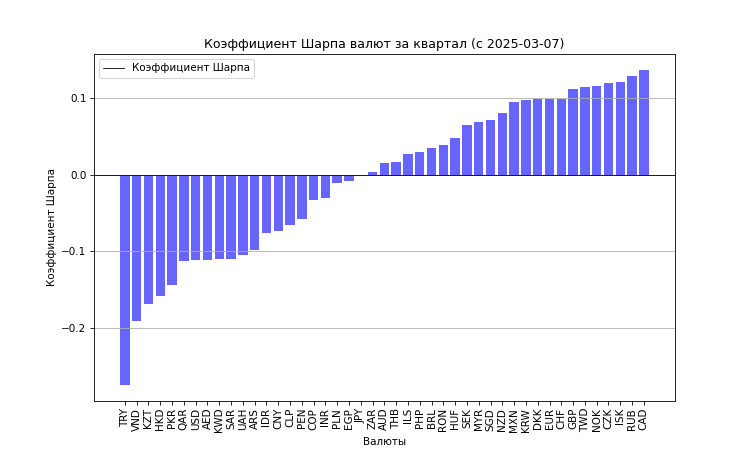 Коэффициент Шарпа валют за квартал (с 2025-03-07)
Коэффициент Шарпа
Коэффициент Шарпа
0.1
0.0
−0.1
−0.2
TRY
VND
KZT
HKD
PKR
QAR
USD
AED
KWD
SAR
UAH
ARS
IDR
CNY
CLP
PEN
COP
INR
PLN
EGP
JPY
ZAR
AUD
THB
ILS
PHP
BRL
RON
HUF
SEK
MYR
SGD
NZD
MXN
KRW
DKK
EUR
CHF
GBP
TWD
NOK
CZK
ISK
RUB
CAD
Валюты